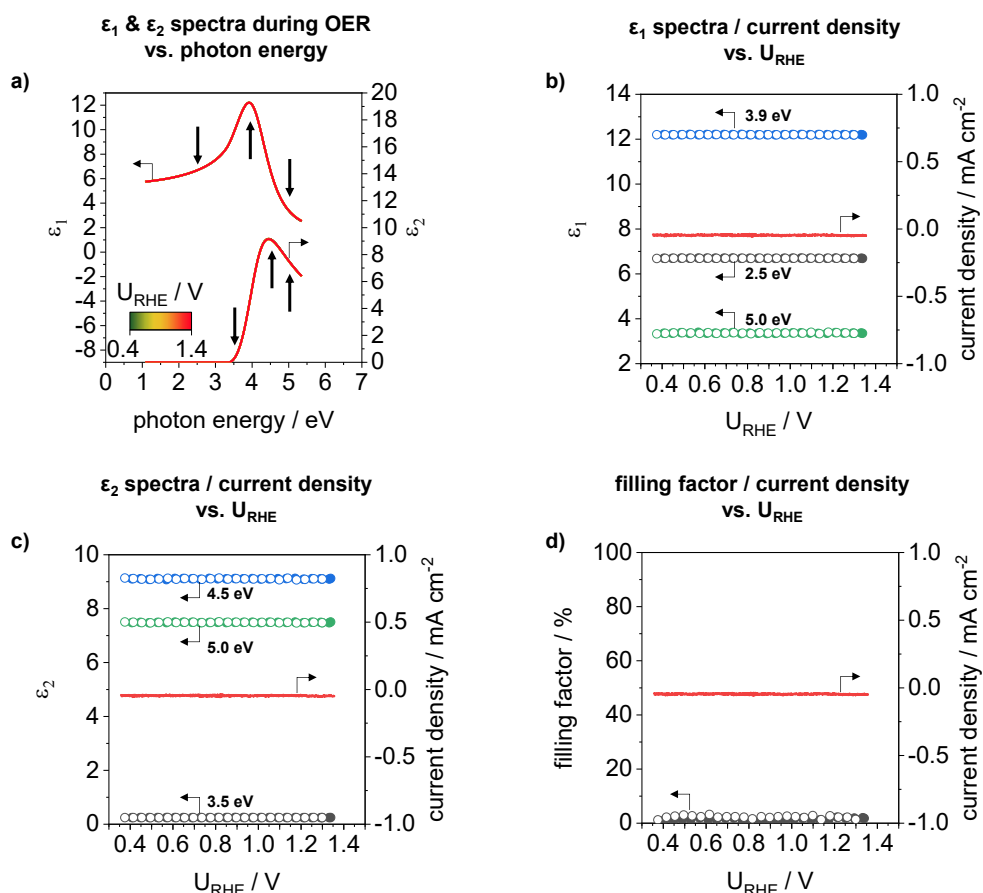 ε₁ & ε₂ spectra during OER
vs. photon energy
a)
12
10
8
6
4
2
0
-2
-4
-6
-8
ε₁
20
18
16
14
12
10
8
6
4
2
0
ε₂
U_RHE / V
0.4
1.4
0 1 2 3 4 5 6 7
photon energy / eV
ε₁ spectra / current density
vs. U_RHE
b)
14
12
10
8
6
4
2
ε₁
3.9 eV
2.5 eV
5.0 eV
1.0
0.5
0.0
-0.5
-1.0
current density / mA cm⁻²
0.4 0.6 0.8 1.0 1.2 1.4
U_RHE / V
ε₂ spectra / current density
vs. U_RHE
c)
10
8
6
4
2
0
ε₂
4.5 eV
5.0 eV
3.5 eV
1.0
0.5
0.0
-0.5
-1.0
current density / mA cm⁻²
0.4 0.6 0.8 1.0 1.2 1.4
U_RHE / V
filling factor / current density
vs. U_RHE
d)
100
90
80
70
60
50
40
30
20
10
0
filling factor / %
1.0
0.5
0.0
-0.5
-1.0
current density / mA cm⁻²
0.4 0.6 0.8 1.0 1.2 1.4
U_RHE / V